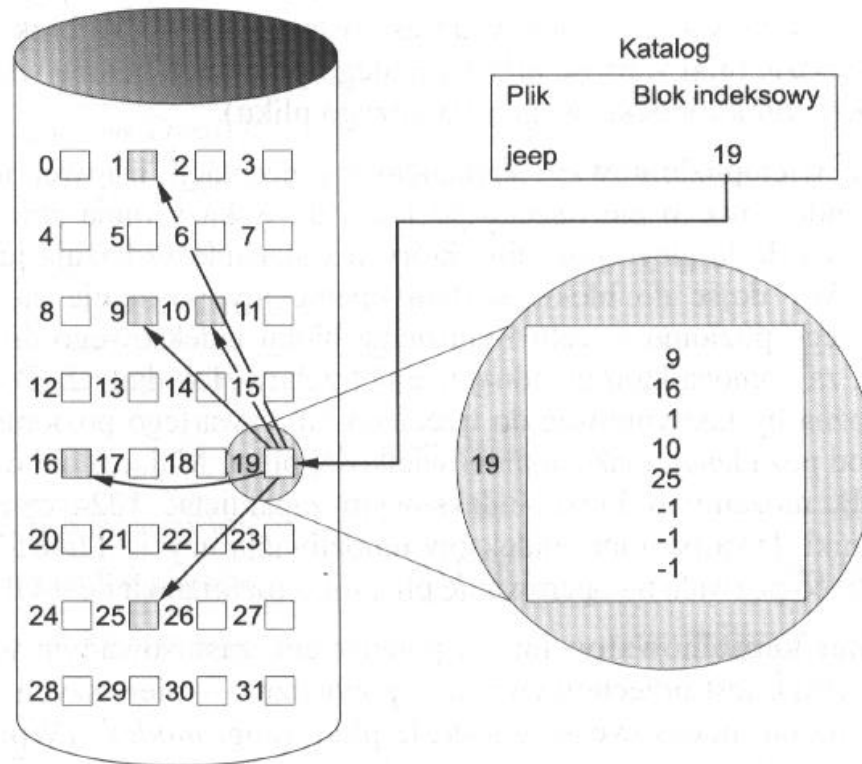 Katalog
Plik Blok indeksowy
jeep 19
0 1 2 3
4 5 6 7
8 9 10 11
12 13 14 15
16 17 18 19
20 21 22 23
24 25 26 27
28 29 30 31
19
9
16
1
10
25
-1
-1
-1